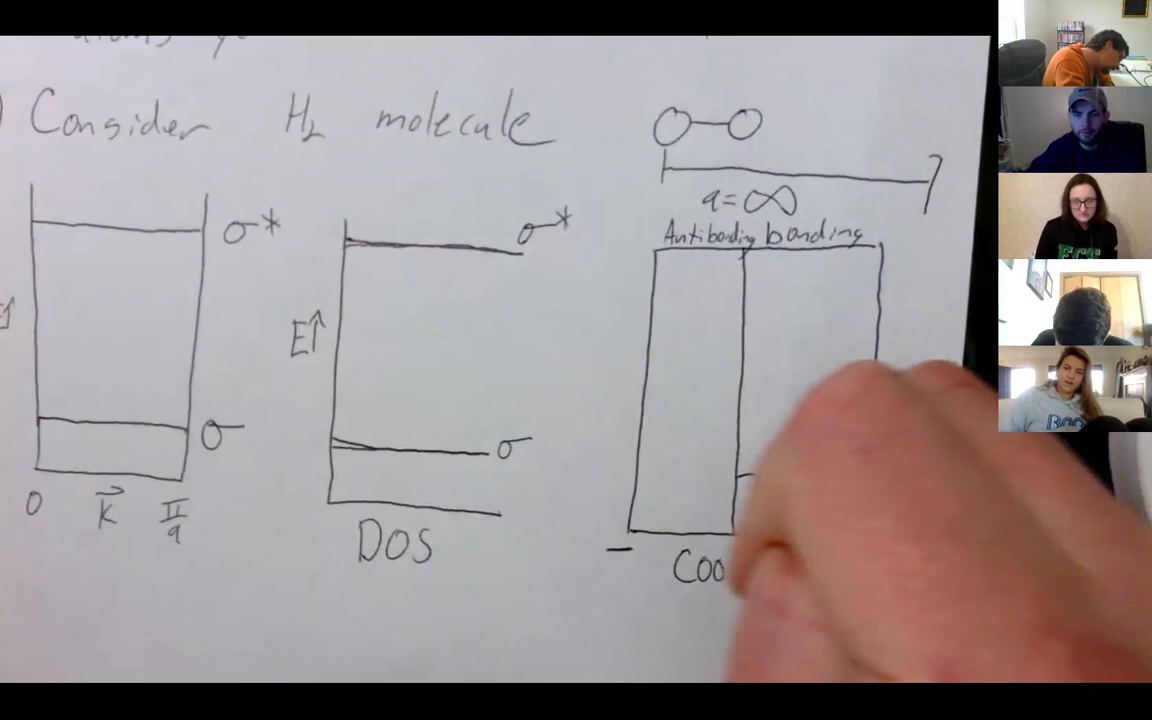 Consider H₂ molecule
a=∞
Antibonding bonding
σ*
σ*
E↑
σ
σ
0 k⃗ π/a
DOS
−
COO